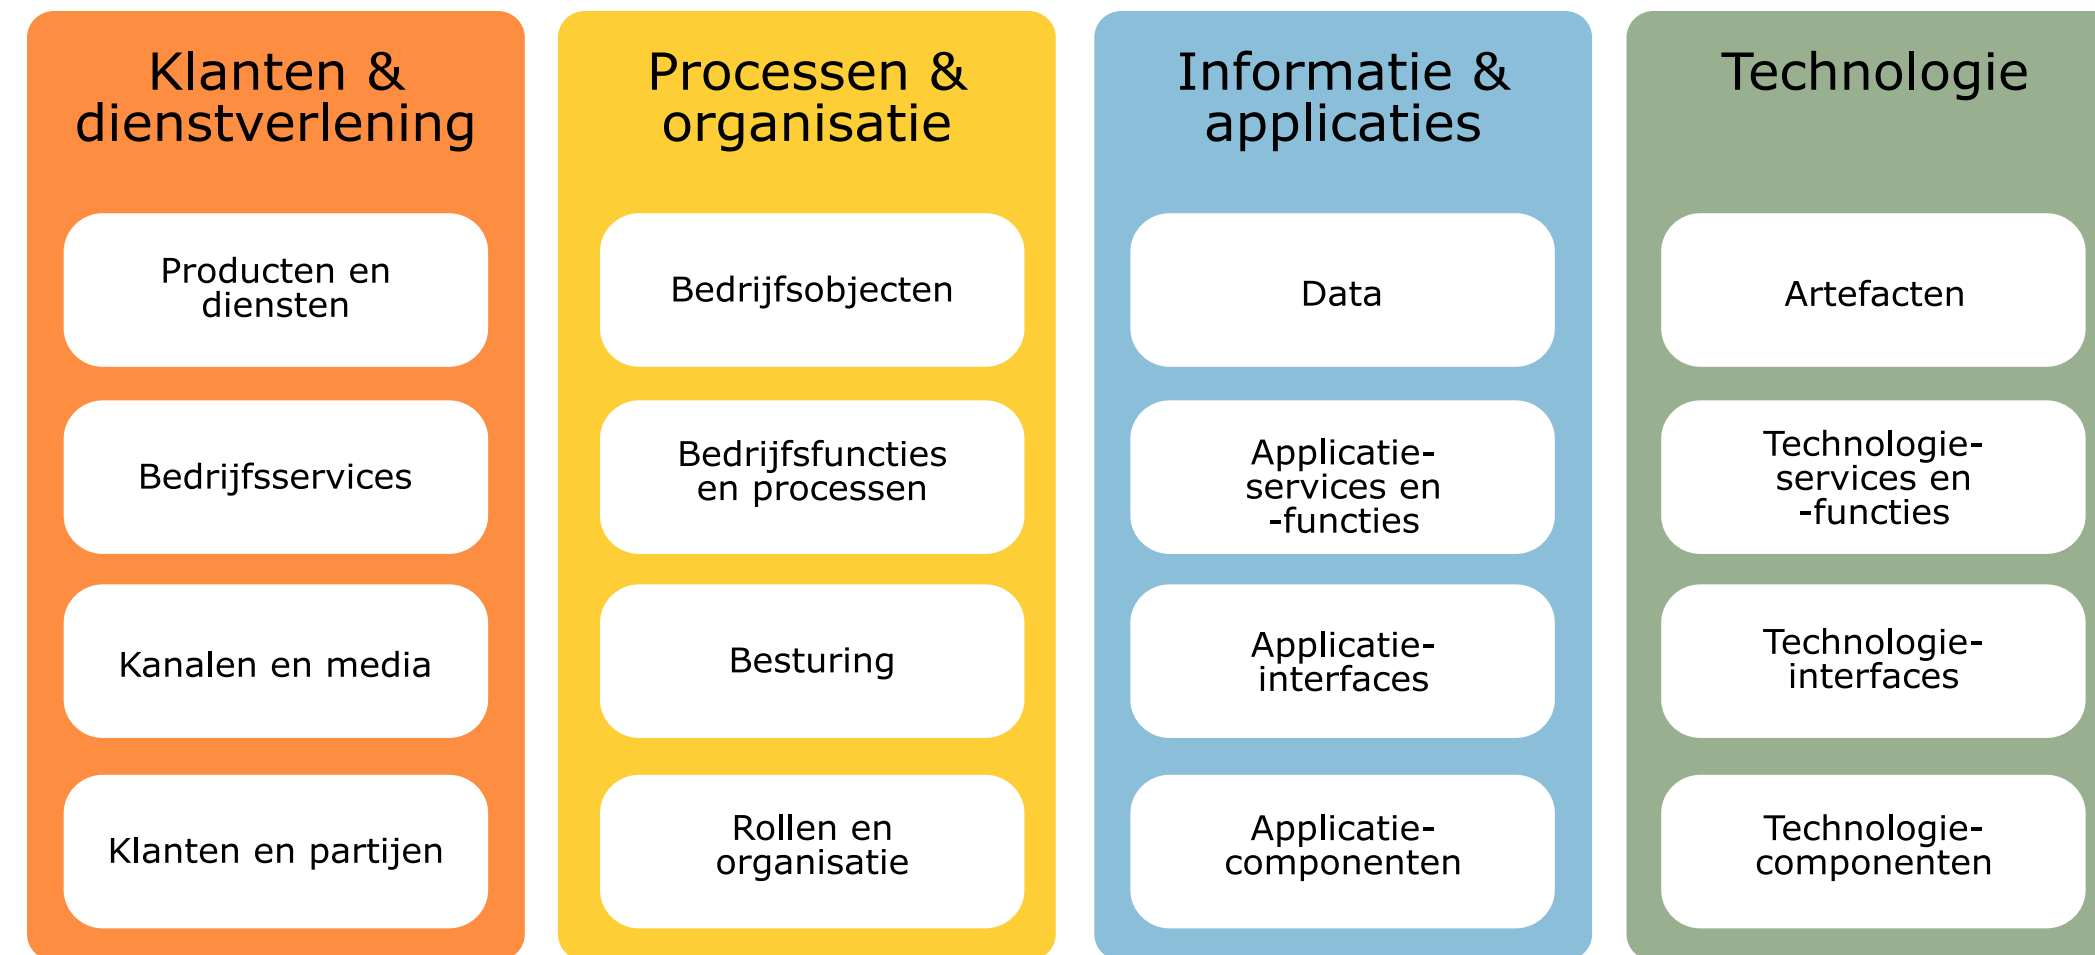 Klanten &
dienstverlening
Producten en
diensten
Bedrijfsservices
Kanalen en media
Klanten en partijen
Processen &
organisatie
Bedrijfsobjecten
Bedrijfsfuncties
en processen
Besturing
Rollen en
organisatie
Informatie &
applicaties
Data
Applicatie-
services en
-functies
Applicatie-
interfaces
Applicatie-
componenten
Technologie
Artefacten
Technologie-
services en
-functies
Technologie-
interfaces
Technologie-
componenten